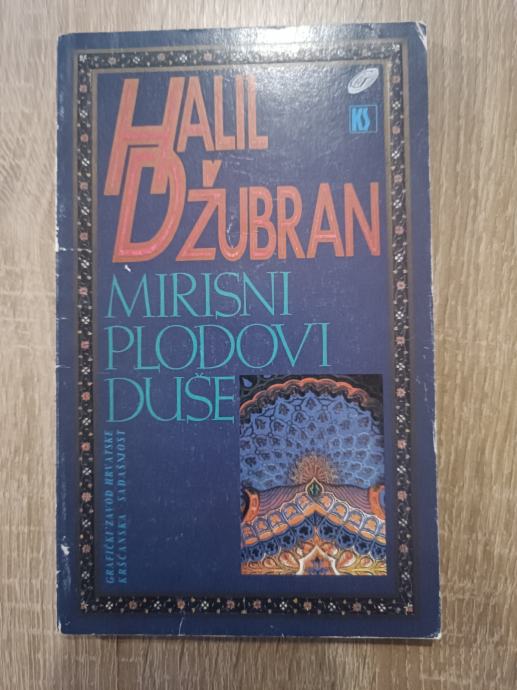 HALIL
DŽUBRAN
KS
MIRISNI
PLODOVI
DUŠE
GRAFIČKI ZAVOD HRVATSKE
KRŠĆANSKA SADAŠNJOST